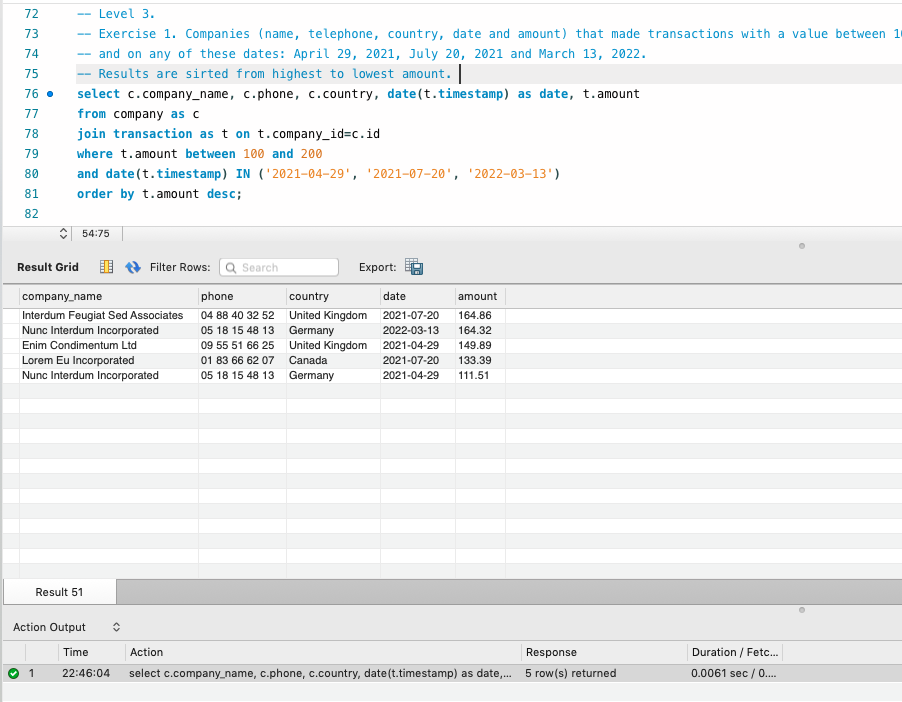 72 -- Level 3.
73 -- Exercise 1. Companies (name, telephone, country, date and amount) that made transactions with a value between
74 -- and on any of these dates: April 29, 2021, July 20, 2021 and March 13, 2022.
75 -- Results are sirted from highest to lowest amount.
76 select c.company_name, c.phone, c.country, date(t.timestamp) as date, t.amount
77 from company as c
78 join transaction as t on t.company_id=c.id
79 where t.amount between 100 and 200
80 and date(t.timestamp) IN ('2021-04-29', '2021-07-20', '2022-03-13')
81 order by t.amount desc;
82
54:75
Result Grid Filter Rows: Search Export:
company_name phone country date amount
Interdum Feugiat Sed Associates 04 88 40 32 52 United Kingdom 2021-07-20 164.86
Nunc Interdum Incorporated 05 18 15 48 13 Germany 2022-03-13 164.32
Enim Condimentum Ltd 09 55 51 66 25 United Kingdom 2021-04-29 149.89
Lorem Eu Incorporated 01 83 66 62 07 Canada 2021-07-20 133.39
Nunc Interdum Incorporated 05 18 15 48 13 Germany 2021-04-29 111.51
Result 51
Action Output
Time Action Response Duration / Fetc...
1 22:46:04 select c.company_name, c.phone, c.country, date(t.timestamp) as date,... 5 row(s) returned 0.0061 sec / 0....